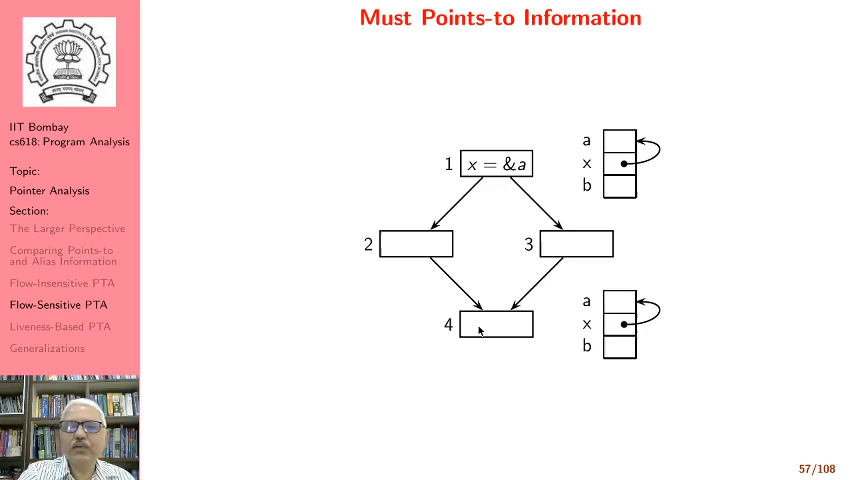 Must Points-to Information
IIT Bombay
cs618: Program Analysis
Topic:
Pointer Analysis
Section:
The Larger Perspective
Comparing Points-to
and Alias Information
Flow-Insensitive PTA
Flow-Sensitive PTA
Liveness-Based PTA
Generalizations
1 x = &a
a
x
b
2
3
4
a
x
b
57/108